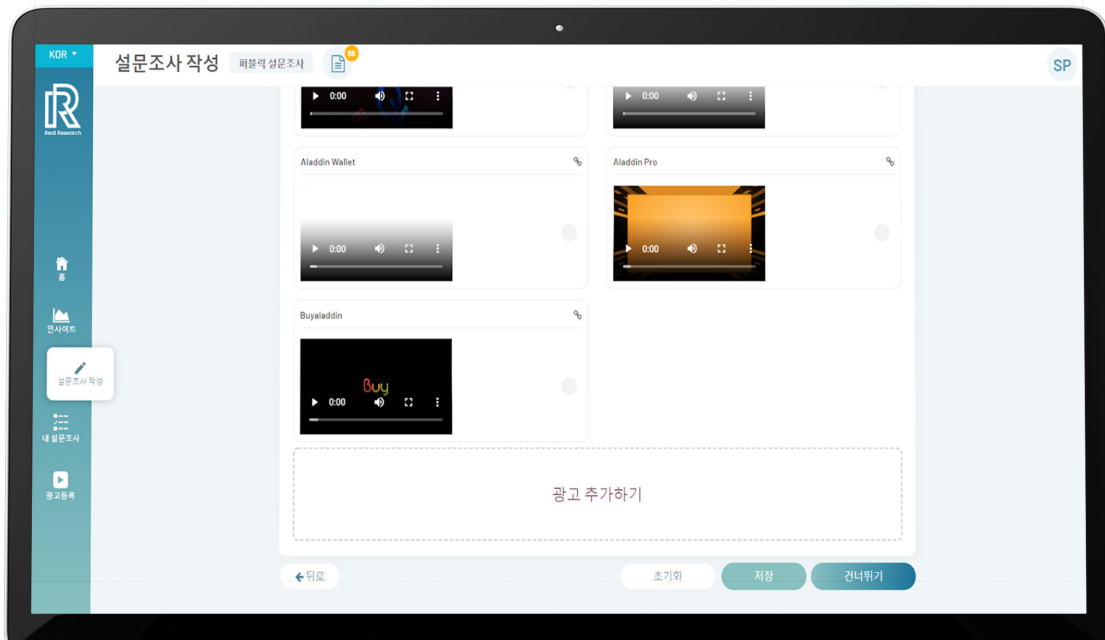 KOR
설문조사 작성 퍼블릭 설문조사 88
SP
Real Research
0:00
0:00
Aladdin Wallet
Aladdin Pro
0:00
0:00
홈
인사이트
Buyaladdin
설문조사 작성
Buy
0:00
내 설문조사
광고등록
광고 추가하기
뒤로
초기화
저장
건너뛰기